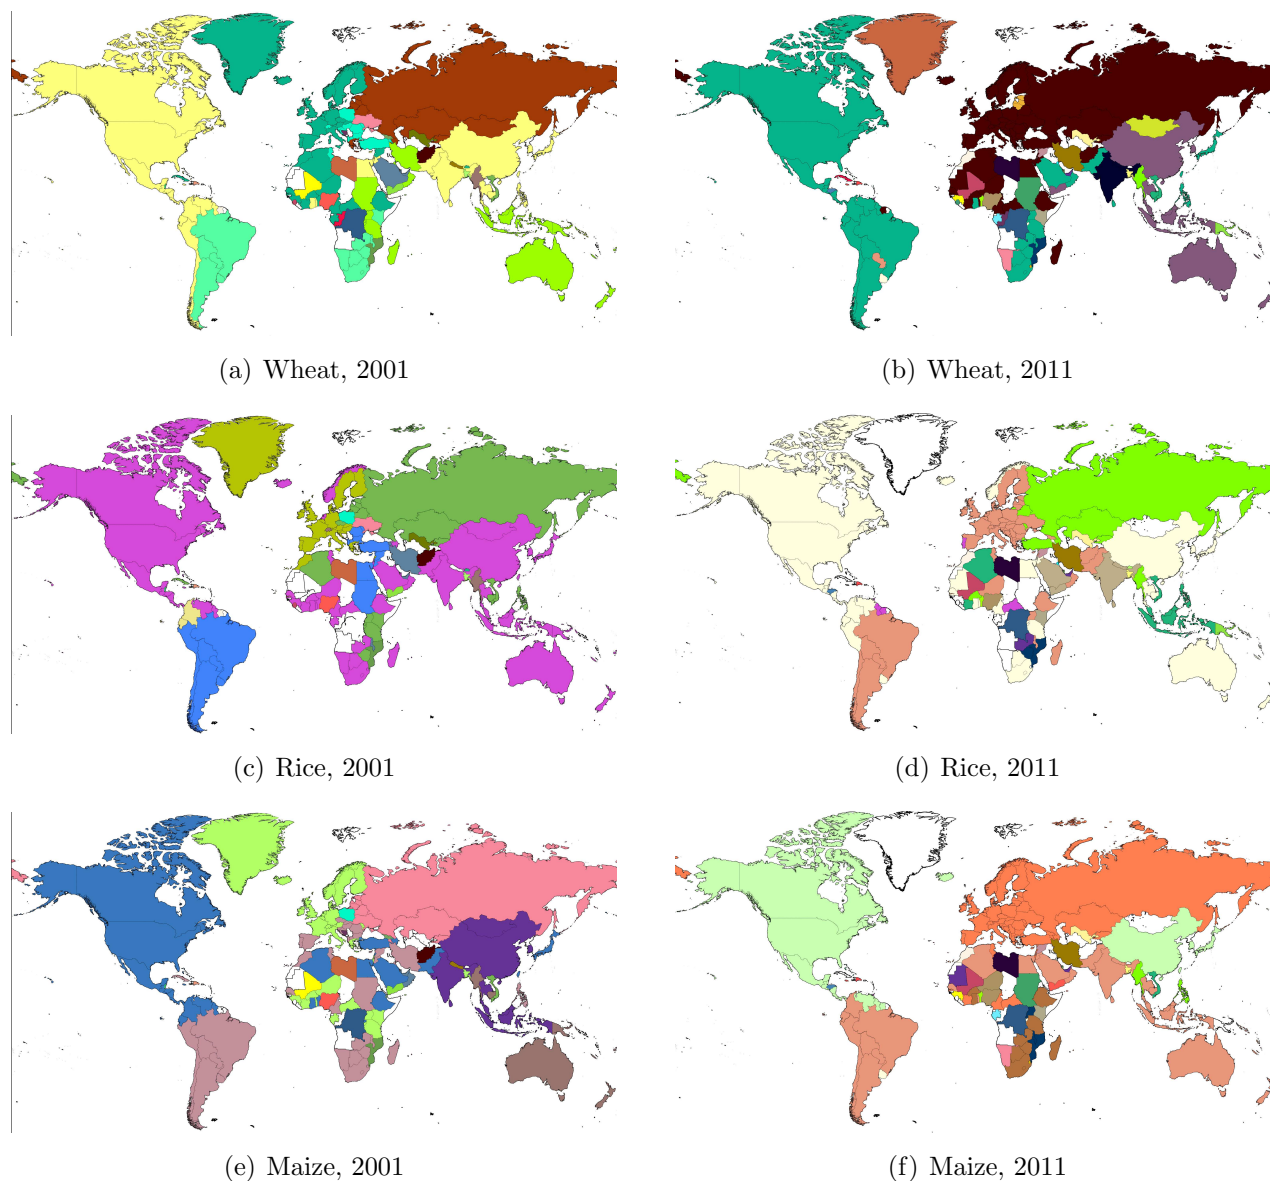 (a) Wheat, 2001
(b) Wheat, 2011
(c) Rice, 2001
(d) Rice, 2011
(e) Maize, 2001
(f) Maize, 2011